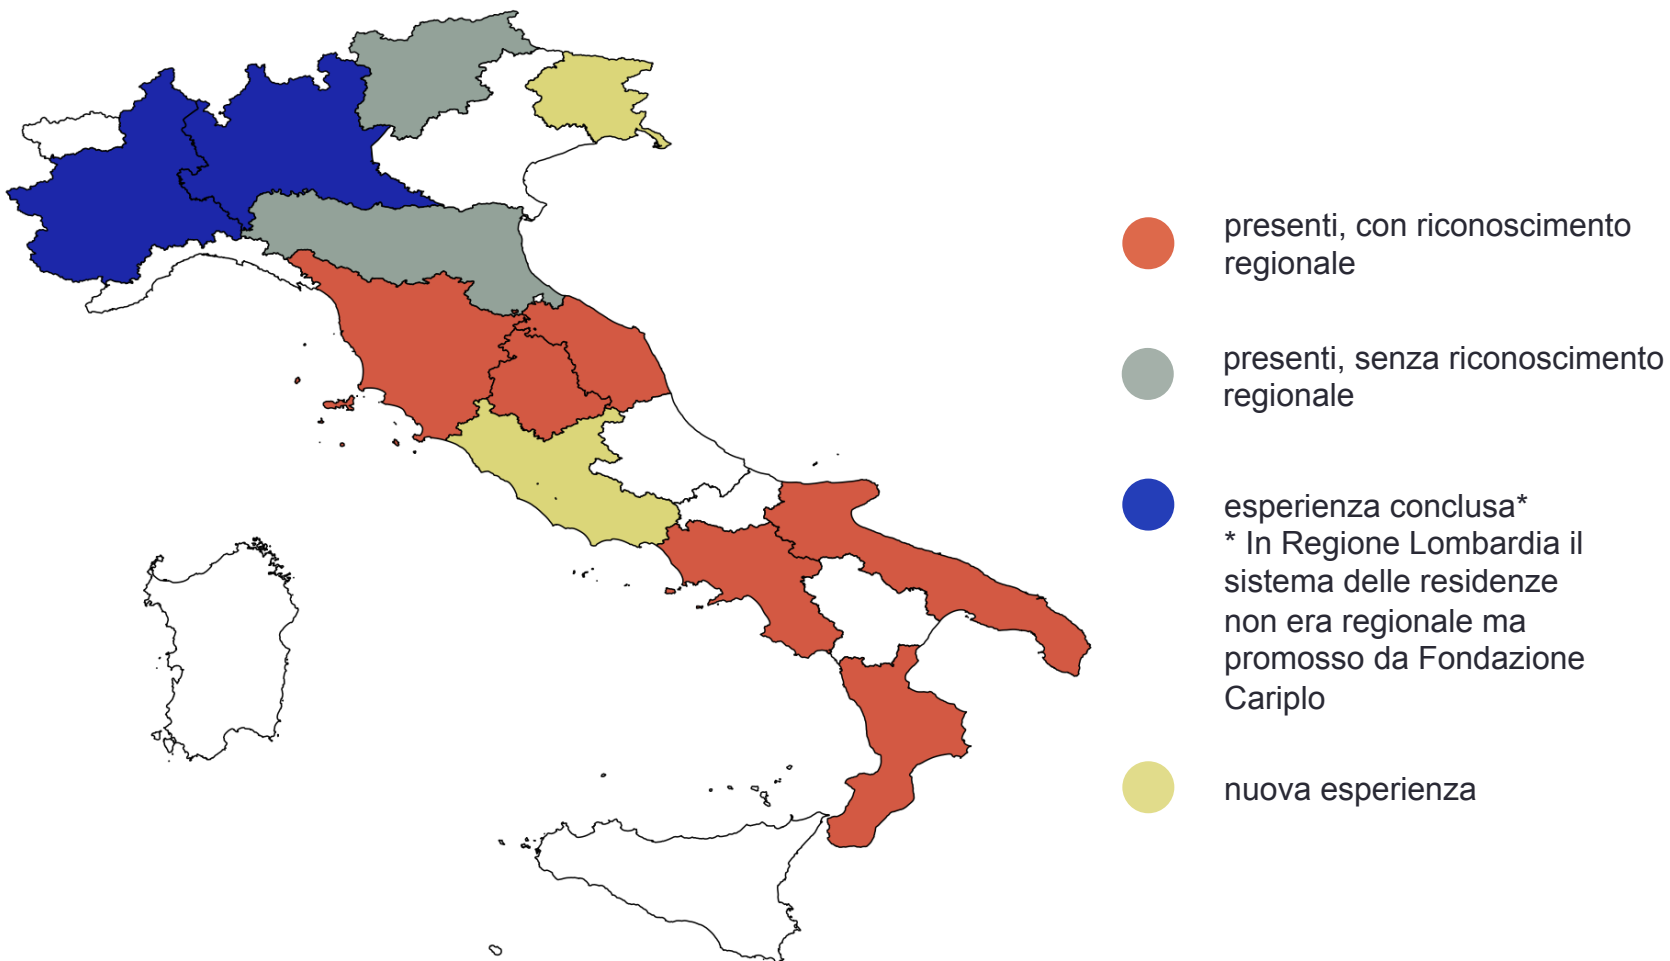 presenti, con riconoscimento
regionale
presenti, senza riconoscimento
regionale
esperienza conclusa*
* In Regione Lombardia il
sistema delle residenze
non era regionale ma
promosso da Fondazione
Cariplo
nuova esperienza